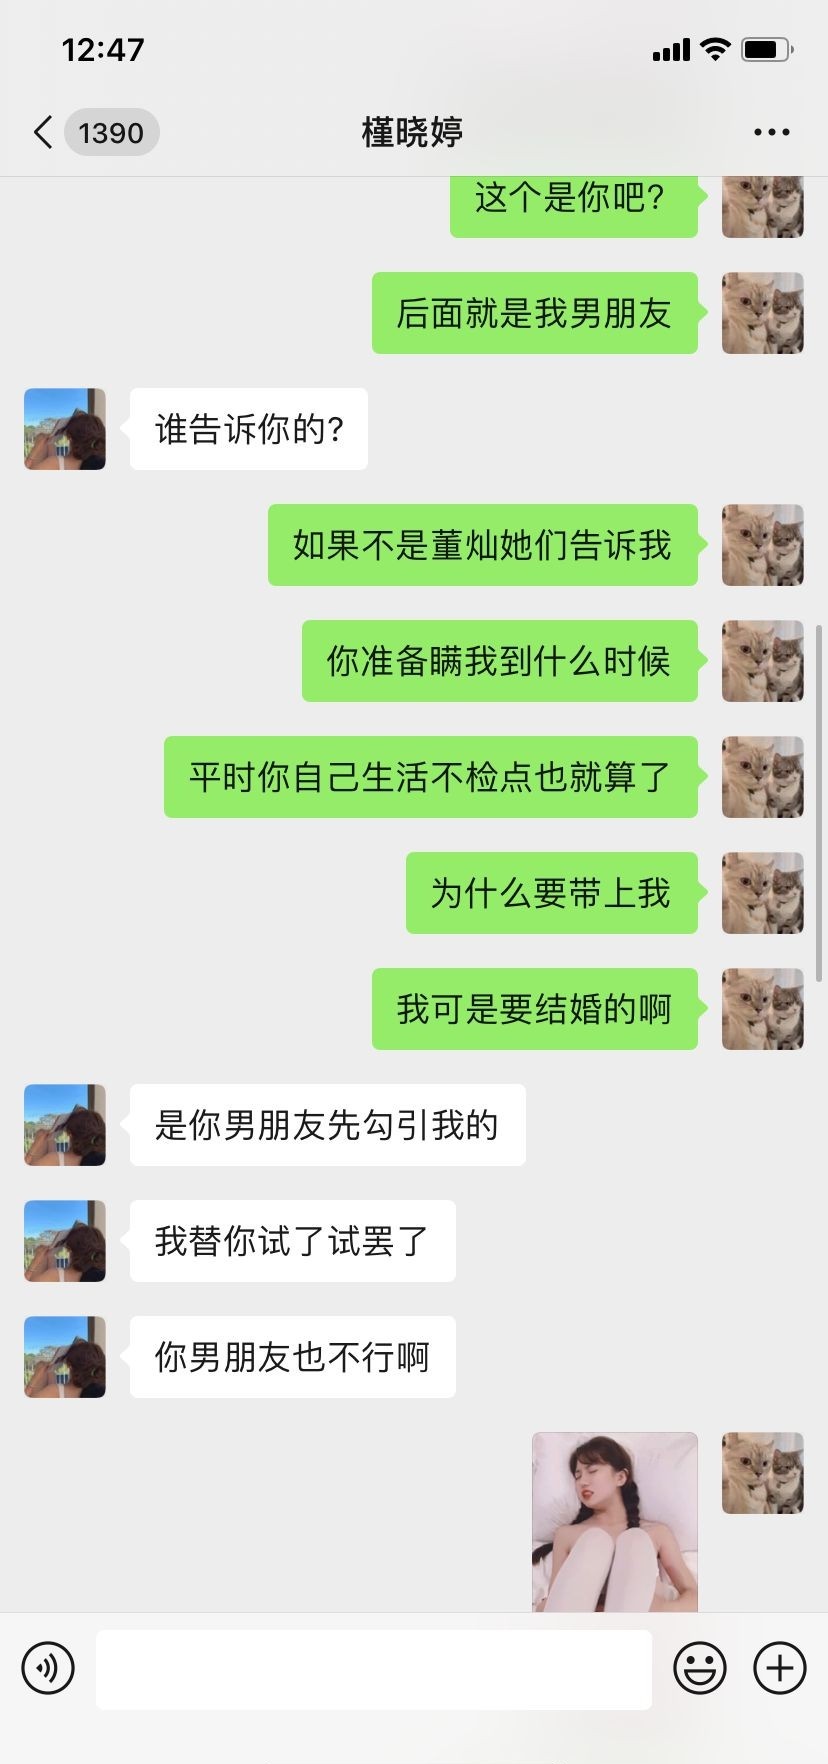 12:47
1390
槿晓婷
这个是你吧?
后面就是我男朋友
谁告诉你的?
如果不是董灿她们告诉我
你准备瞒我到什么时候
平时你自己生活不检点也就算了
为什么要带上我
我可是要结婚的啊
是你男朋友先勾引我的
我替你试了试罢了
你男朋友也不行啊